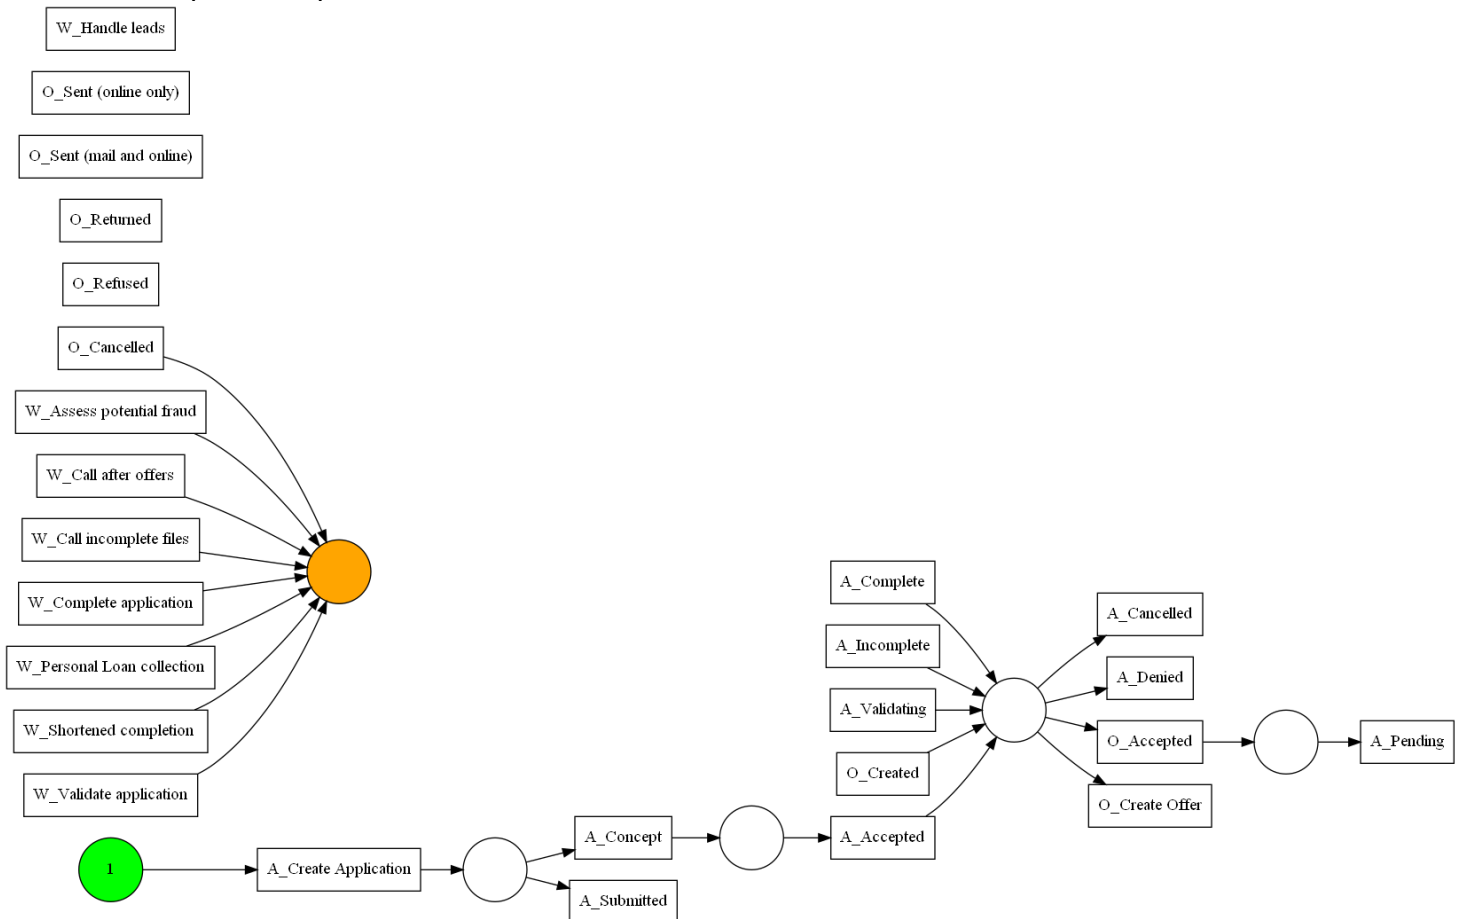 W_Handle leads
O_Sent (online only)
O_Sent (mail and online)
O_Returned
O_Refused
O_Cancelled
W_Assess potential fraud
W_Call after offers
W_Call incomplete files
W_Complete application
W_Personal Loan collection
W_Shortened completion
W_Validate application
1
A_Create Application
A_Concept
A_Submitted
A_Complete
A_Incomplete
A_Validating
O_Created
A_Accepted
A_Cancelled
A_Denied
O_Accepted
O_Create Offer
A_Pending